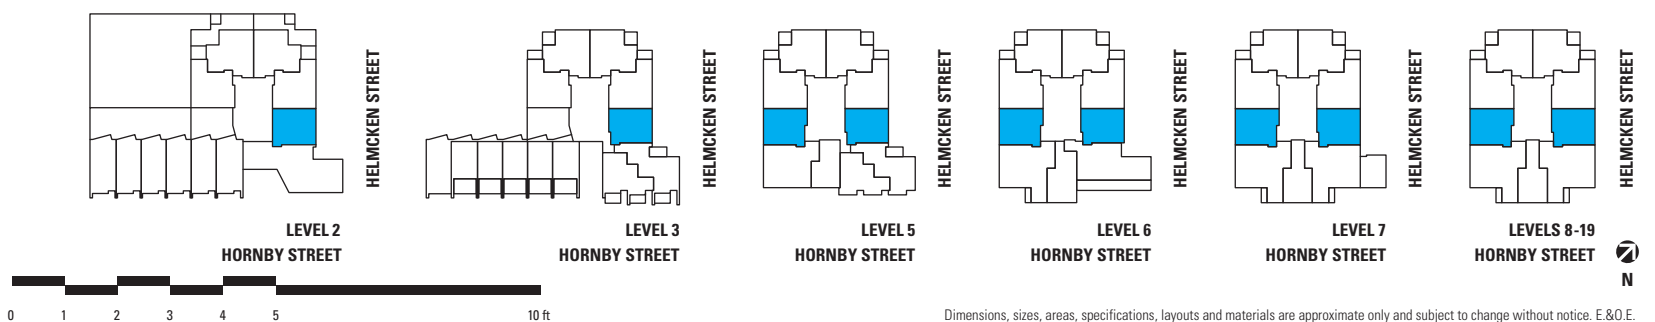 HELMCKEN STREET
HELMCKEN STREET
HELMCKEN STREET
HELMCKEN STREET
HELMCKEN STREET
HELMCKEN STREET
LEVEL 2
HORNBY STREET
LEVEL 3
HORNBY STREET
LEVEL 5
HORNBY STREET
LEVEL 6
HORNBY STREET
LEVEL 7
HORNBY STREET
LEVELS 8-19
HORNBY STREET
N
0 1 2 3 4 5 10 ft
Dimensions, sizes, areas, specifications, layouts and materials are approximate only and subject to change without notice. E.&O.E.